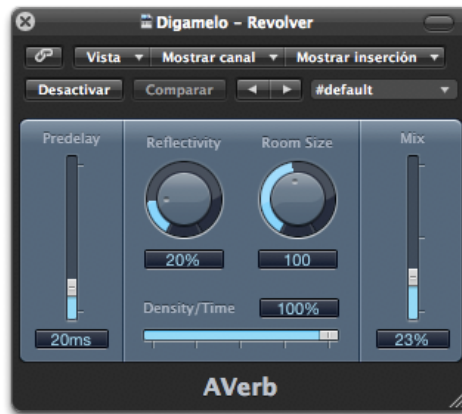 Digamelo – Revolver
Vista Mostrar canal Mostrar inserción
Desactivar Comparar #default
Predelay Reflectivity Room Size Mix
20% 100
Density/Time 100%
20ms 23%
AVerb